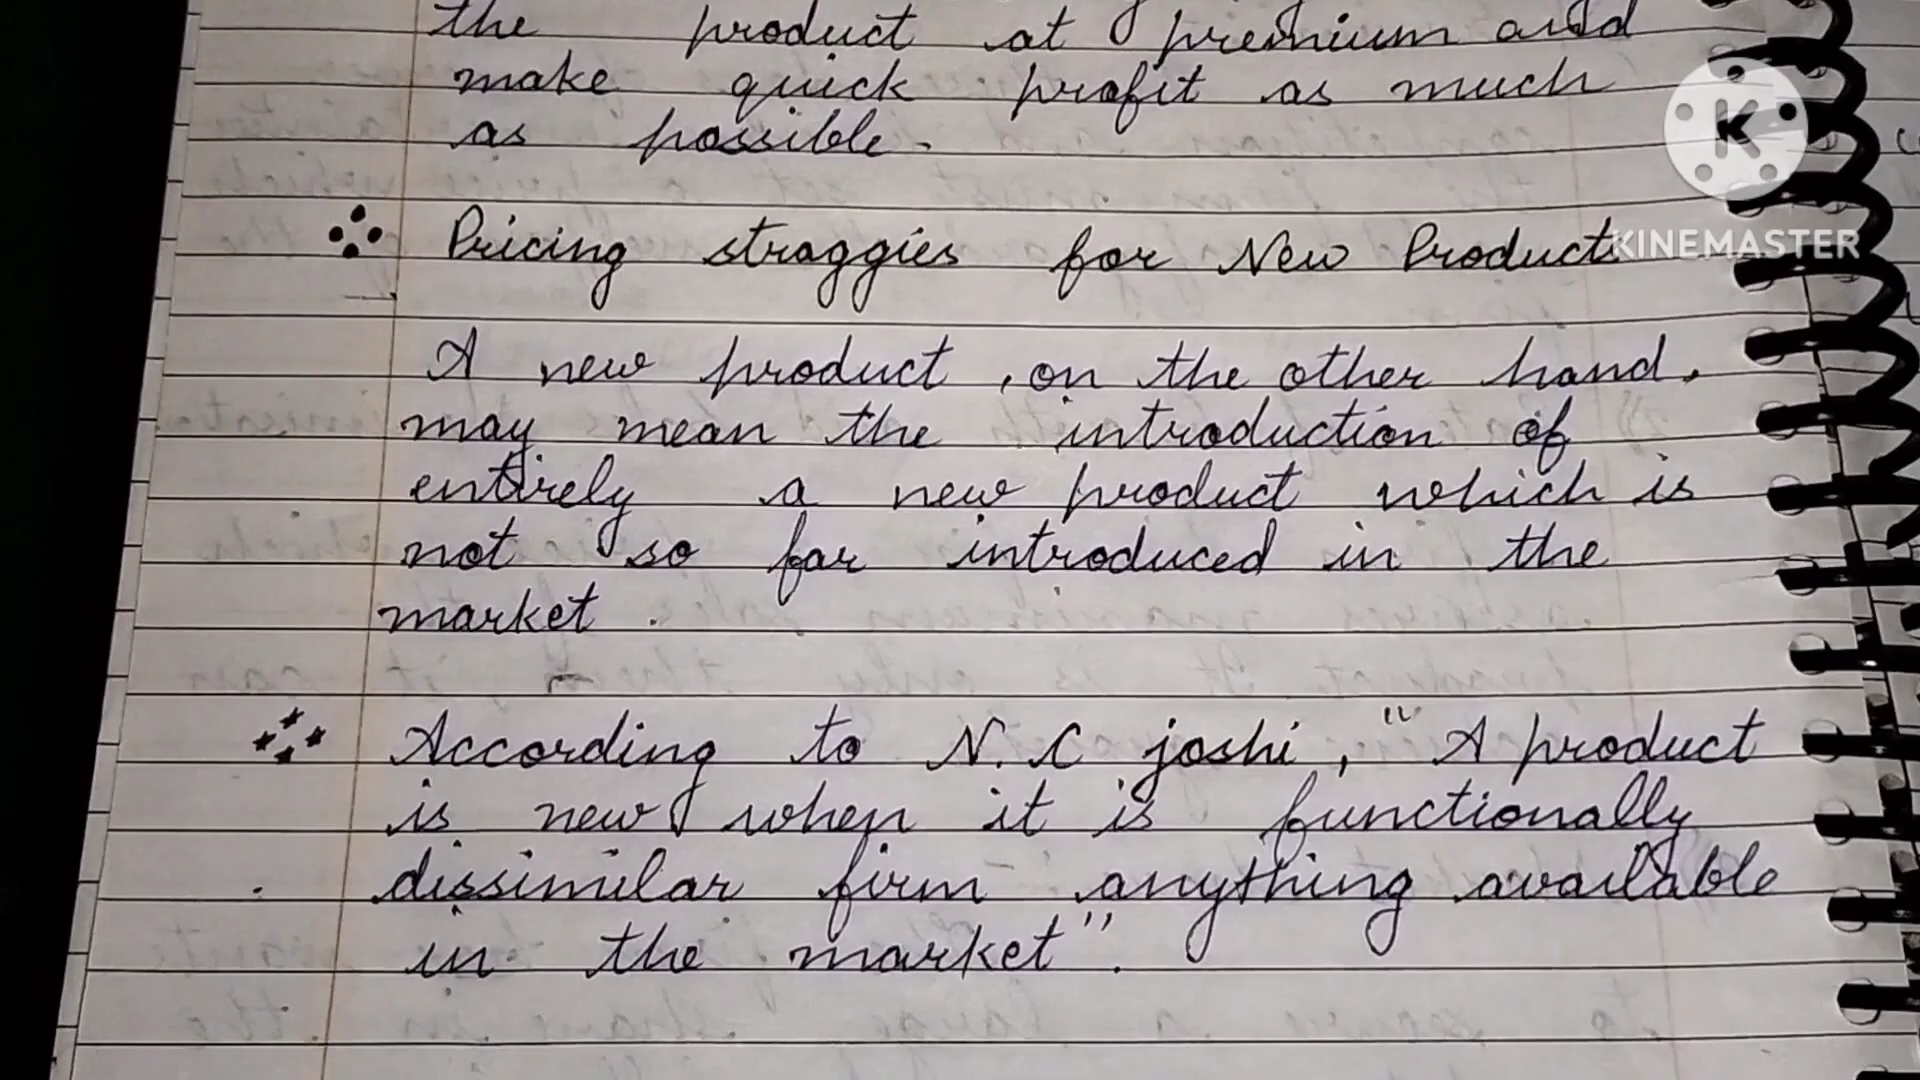 the product at premium and
make quick profit as much
as possible.
Pricing straggies for New Products
KINEMASTER
A new product, on the other hand,
may mean the introduction of
entirely a new product which is
not so far introduced in the
market.
According to N.C joshi, "A product
is new when it is functionally
dissimilar firm anything available
in the market".